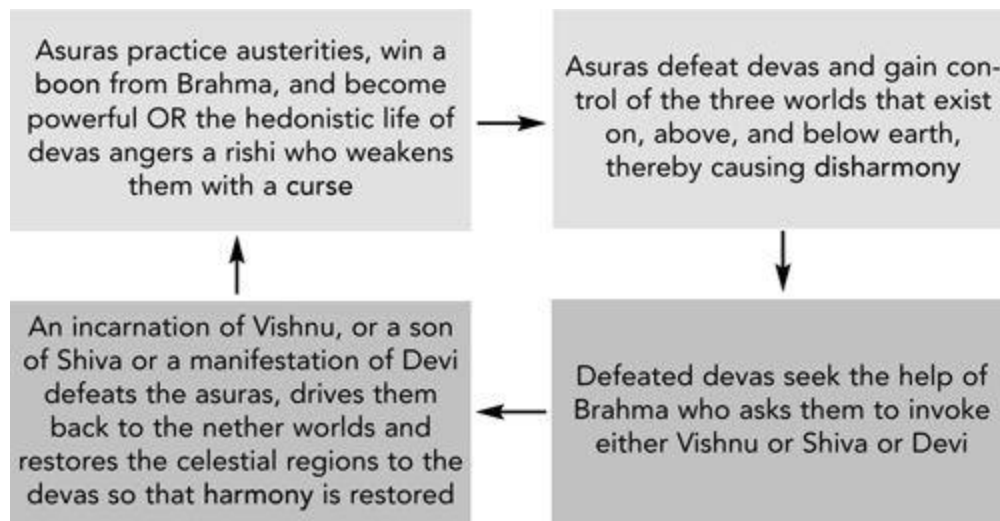 Asuras practice austerities, win a
boon from Brahma, and become
powerful OR the hedonistic life of
devas angers a rishi who weakens
them with a curse
Asuras defeat devas and gain con-
trol of the three worlds that exist
on, above, and below earth,
thereby causing disharmony
Defeated devas seek the help of
Brahma who asks them to invoke
either Vishnu or Shiva or Devi
An incarnation of Vishnu, or a son
of Shiva or a manifestation of Devi
defeats the asuras, drives them
back to the nether worlds and
restores the celestial regions to the
devas so that harmony is restored